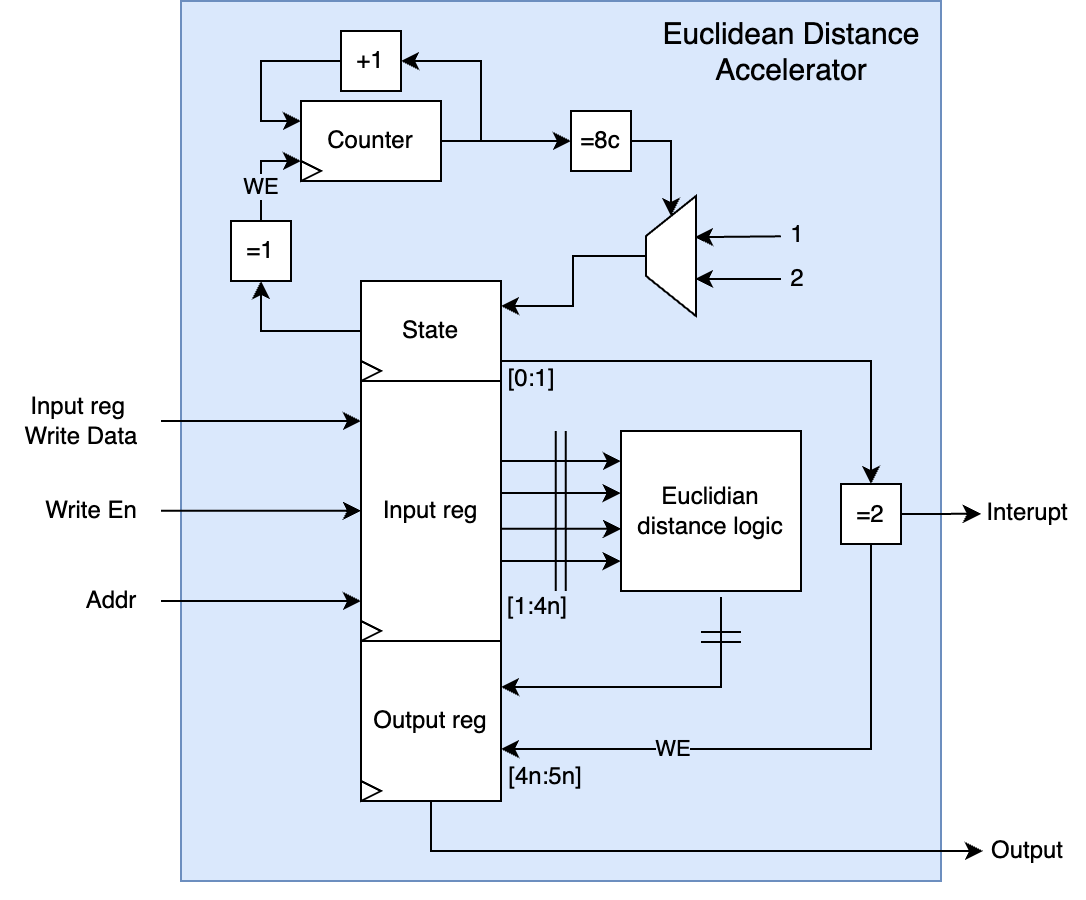 Euclidean Distance
Accelerator
+1
Counter
=8c
WE
=1
1
2
State
[0:1]
Input reg
Write Data
Write En
Input reg
Euclidian
distance logic
=2
Interupt
Addr
[1:4n]
Output reg
WE
[4n:5n]
Output